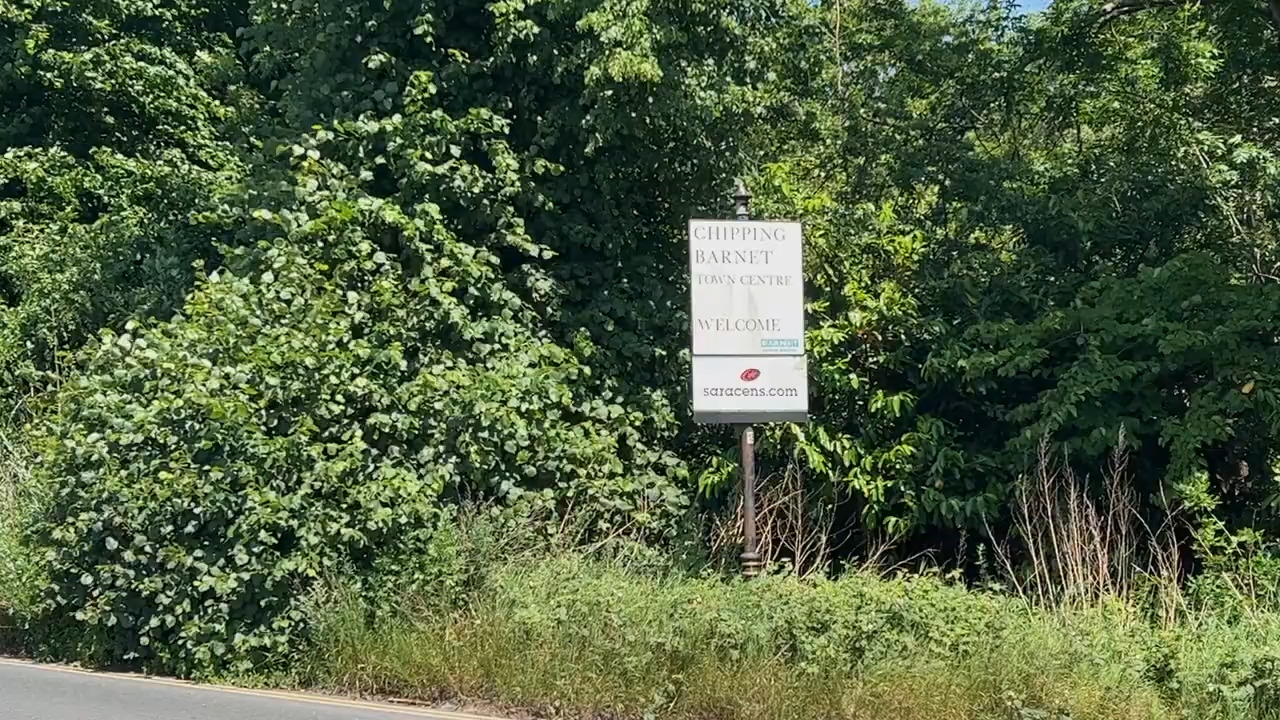 CHIPPING
BARNET
TOWN CENTRE
WELCOME
BARNET
saracens.com